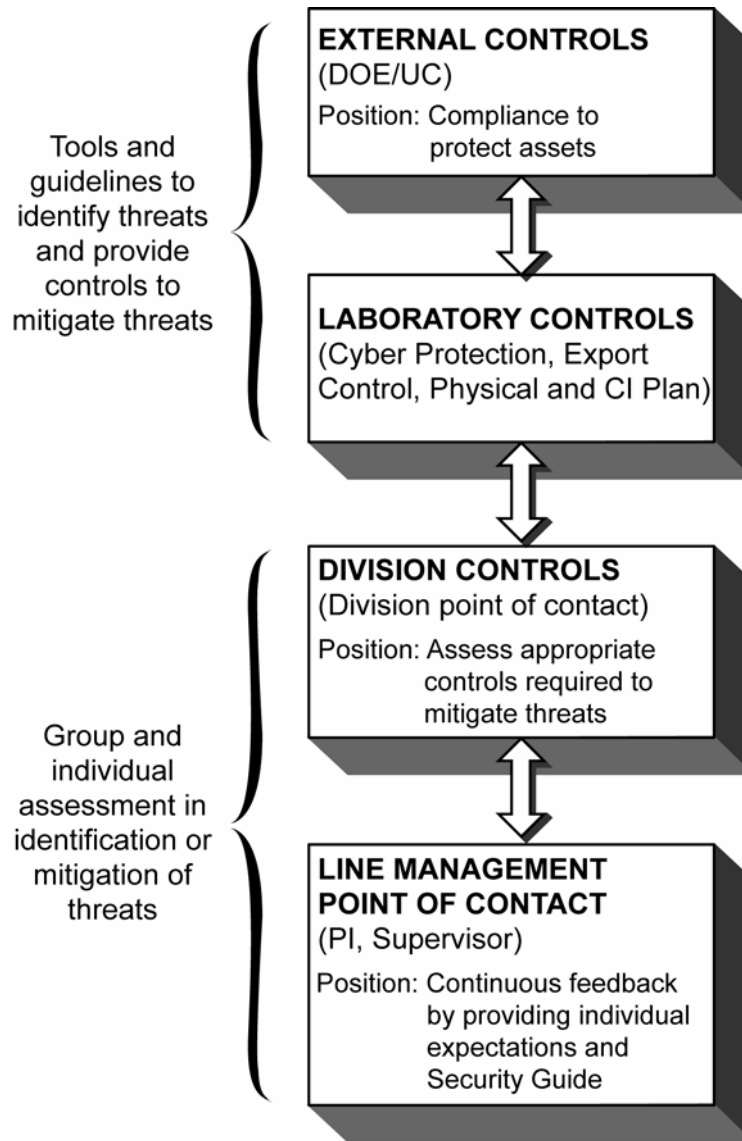 EXTERNAL CONTROLS
(DOE/UC)
Position: Compliance to
protect assets
Tools and
guidelines to
identify threats
and provide
controls to
mitigate threats
LABORATORY CONTROLS
(Cyber Protection, Export
Control, Physical and CI Plan)
DIVISION CONTROLS
(Division point of contact)
Position: Assess appropriate
controls required to
mitigate threats
Group and
individual
assessment in
identification or
mitigation of
threats
LINE MANAGEMENT
POINT OF CONTACT
(PI, Supervisor)
Position: Continuous feedback
by providing individual
expectations and
Security Guide